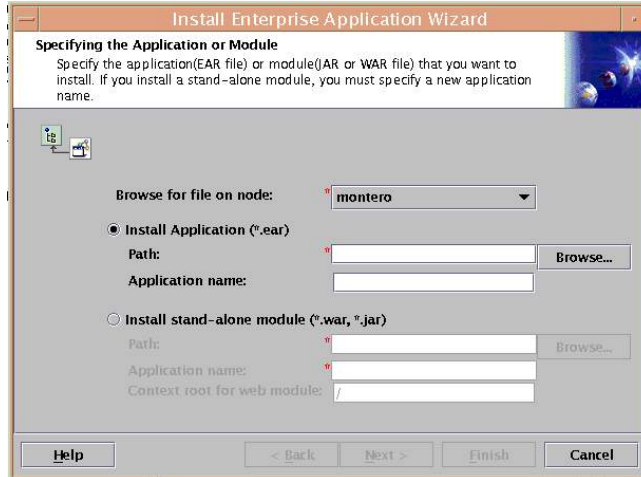 Install Enterprise Application Wizard
Specifying the Application or Module
Specify the application(EAR file) or module(JAR or WAR file) that you want to
install. If you install a stand-alone module, you must specify a new application
name.
Browse for file on node: * montero
Install Application (*.ear)
Path: * Browse...
Application name:
Install stand-alone module (*.war, *.jar)
Path: * Browse...
Application name: *
Context root for web module: /
Help < Back Next > Finish Cancel